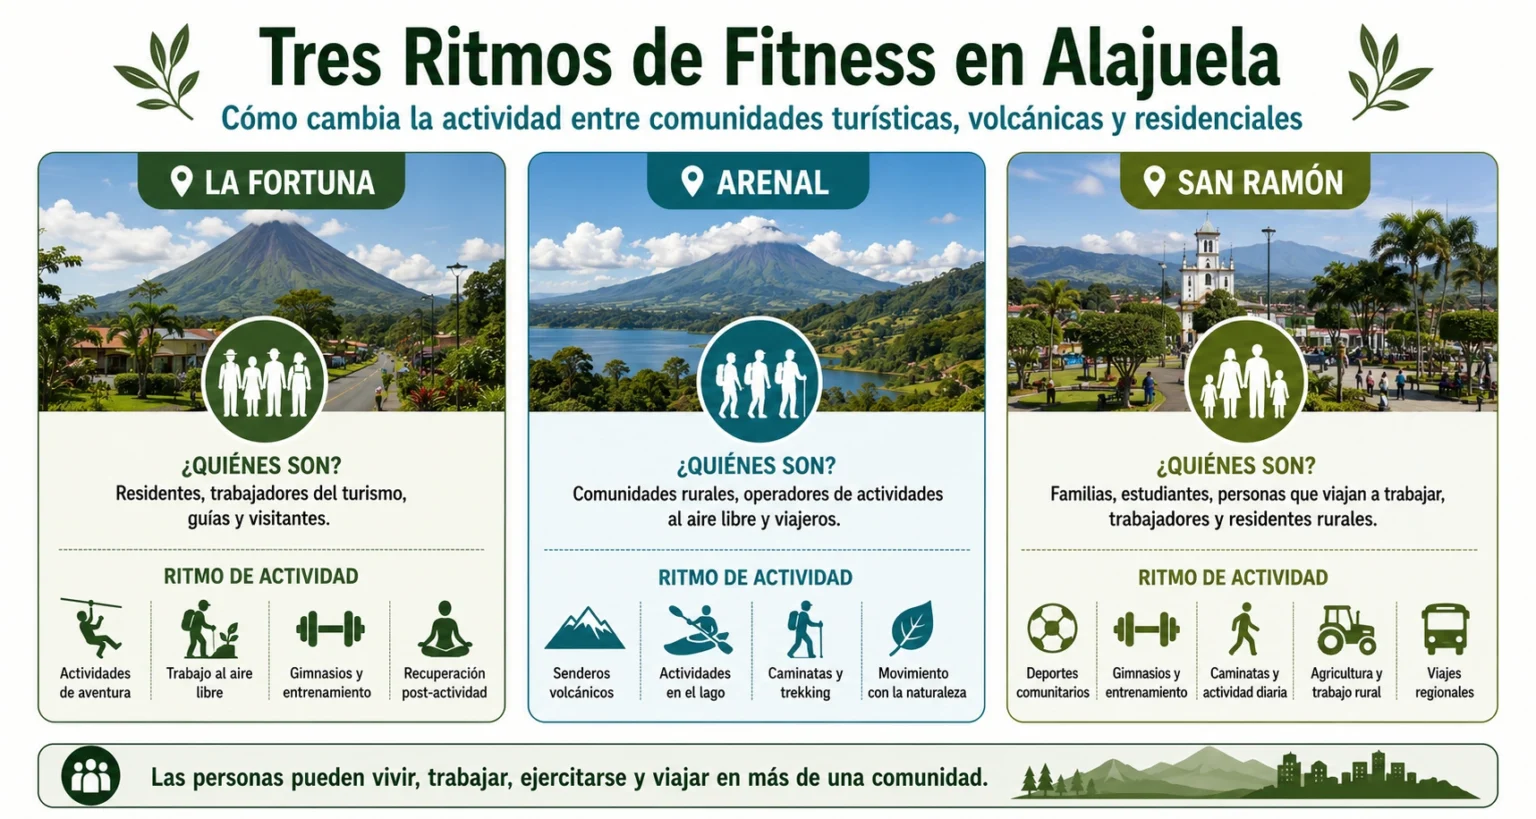 Tres Ritmos de Fitness en Alajuela
Cómo cambia la actividad entre comunidades turísticas, volcánicas y residenciales
LA FORTUNA
¿QUIÉNES SON?
Residentes, trabajadores del turismo,
guías y visitantes.
RITMO DE ACTIVIDAD
Actividades
de aventura
Trabajo al aire
libre
Gimnasios y
entrenamiento
Recuperación
post-actividad
ARENAL
¿QUIÉNES SON?
Comunidades rurales, operadores de actividades
al aire libre y viajeros.
RITMO DE ACTIVIDAD
Senderos
volcánicos
Actividades
en el lago
Caminatas y
trekking
Movimiento
con la naturaleza
SAN RAMÓN
¿QUIÉNES SON?
Familias, estudiantes, personas que viajan a trabajar,
trabajadores y residentes rurales.
RITMO DE ACTIVIDAD
Deportes
comunitarios
Gimnasios y
entrenamiento
Caminatas y
actividad diaria
Agricultura y
trabajo rural
Viajes
regionales
Las personas pueden vivir, trabajar, ejercitarse y viajar en más de una comunidad.